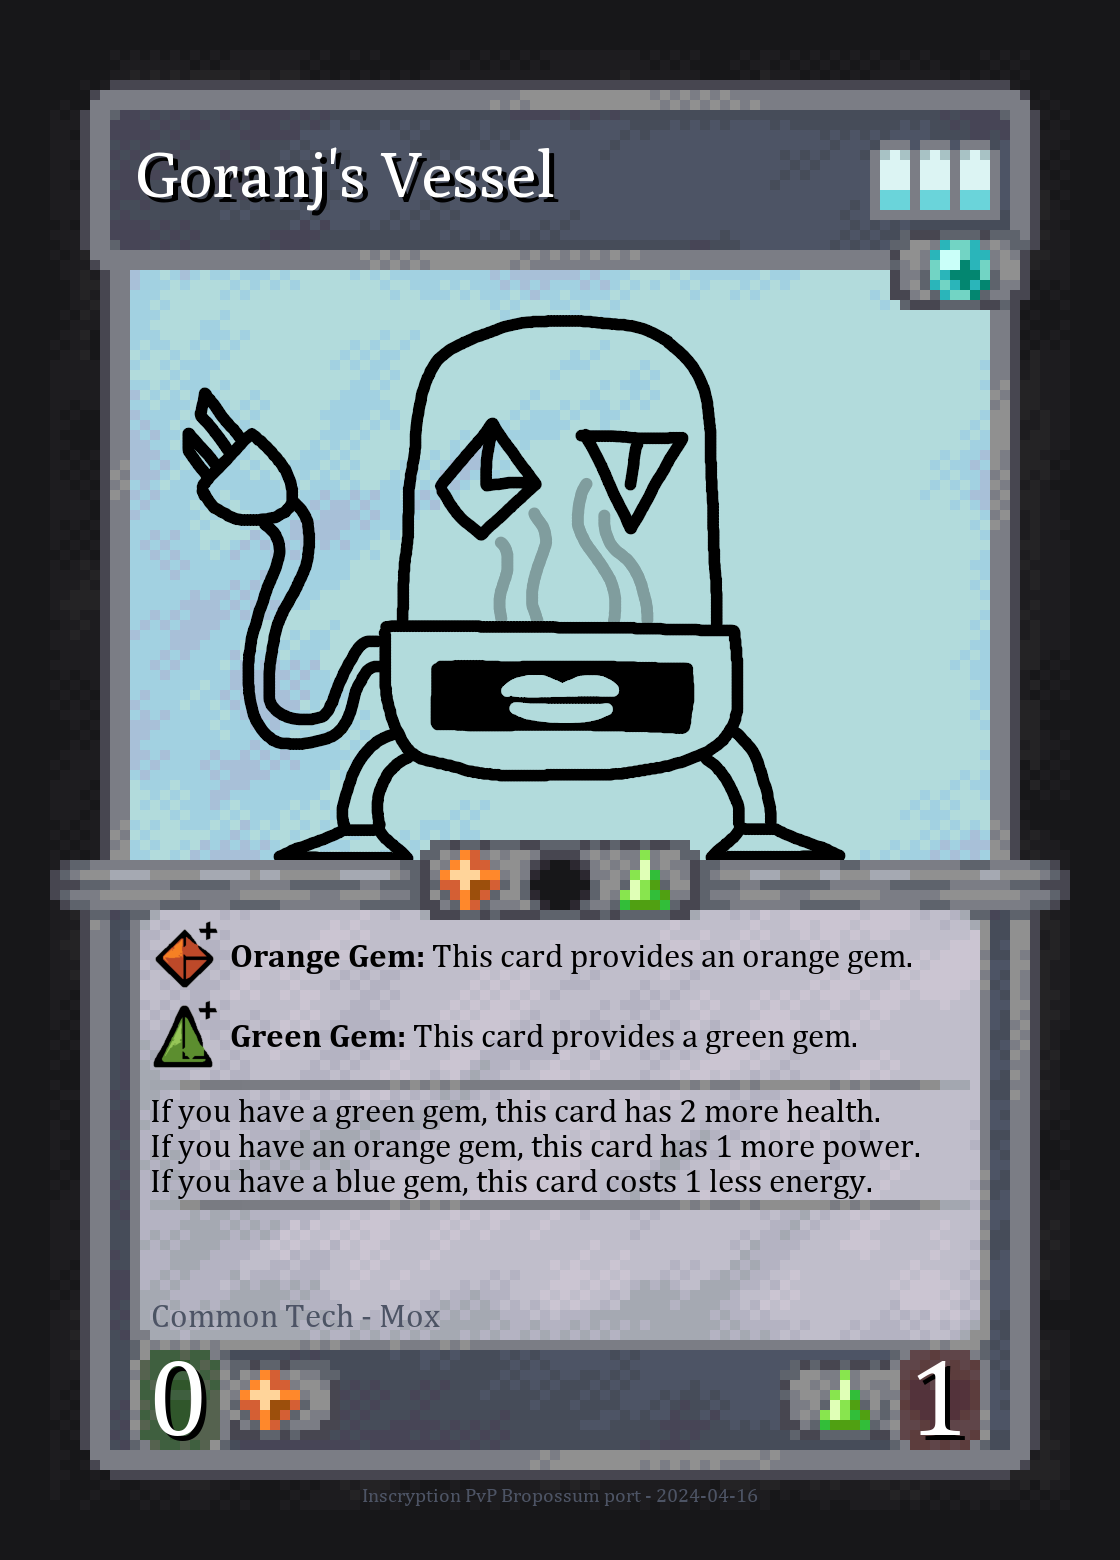 Goranj's Vessel
Orange Gem: This card provides an orange gem.
Green Gem: This card provides a green gem.
If you have a green gem, this card has 2 more health.
If you have an orange gem, this card has 1 more power.
If you have a blue gem, this card costs 1 less energy.
Common Tech - Mox
0 1
Inscryption PvP Bropossum port - 2024-04-16